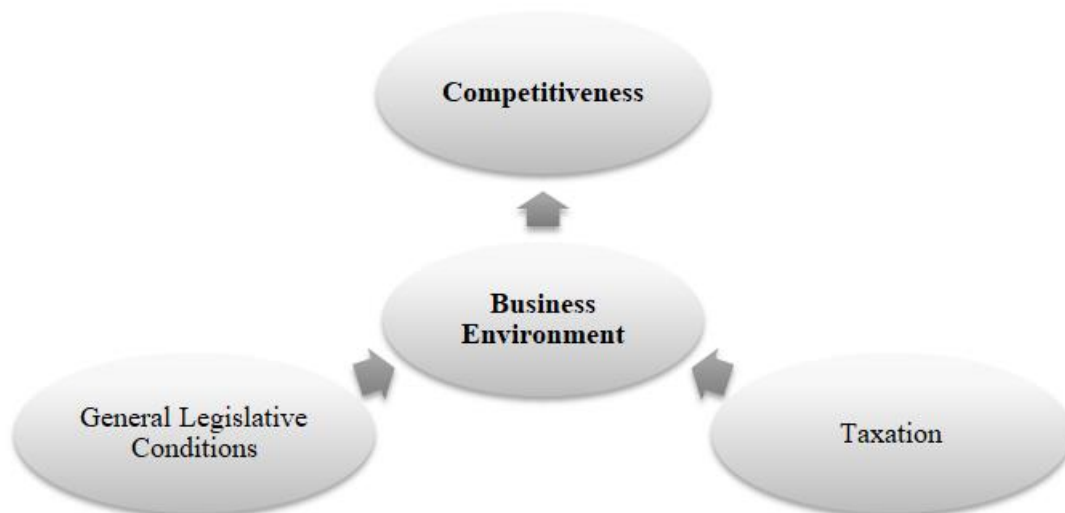 Competitiveness
Business
Environment
General Legislative
Conditions
Taxation